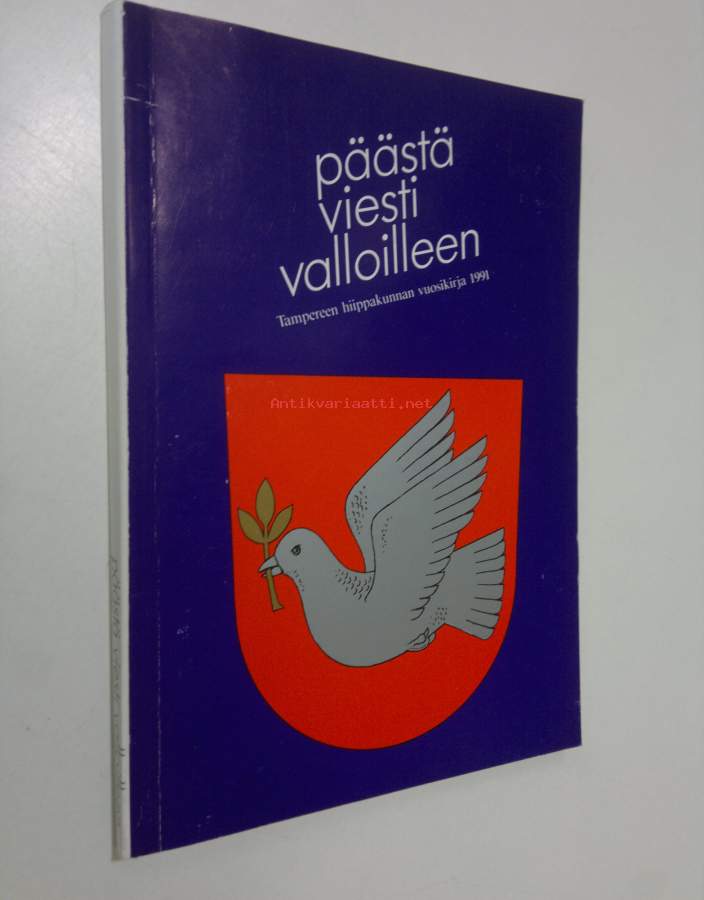 päästä
viesti
valloilleen
Tampereen hiippakunnan vuosikirja 1991
Antikvariaatti.net